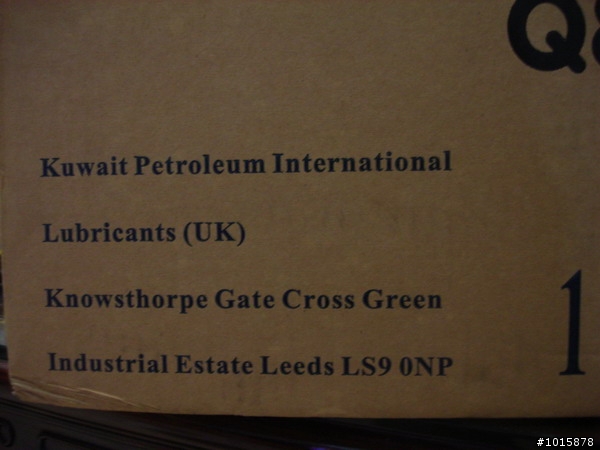 Q8
Kuwait Petroleum International
Lubricants (UK)
Knowsthorpe Gate Cross Green
Industrial Estate Leeds LS9 0NP
1
#1015878